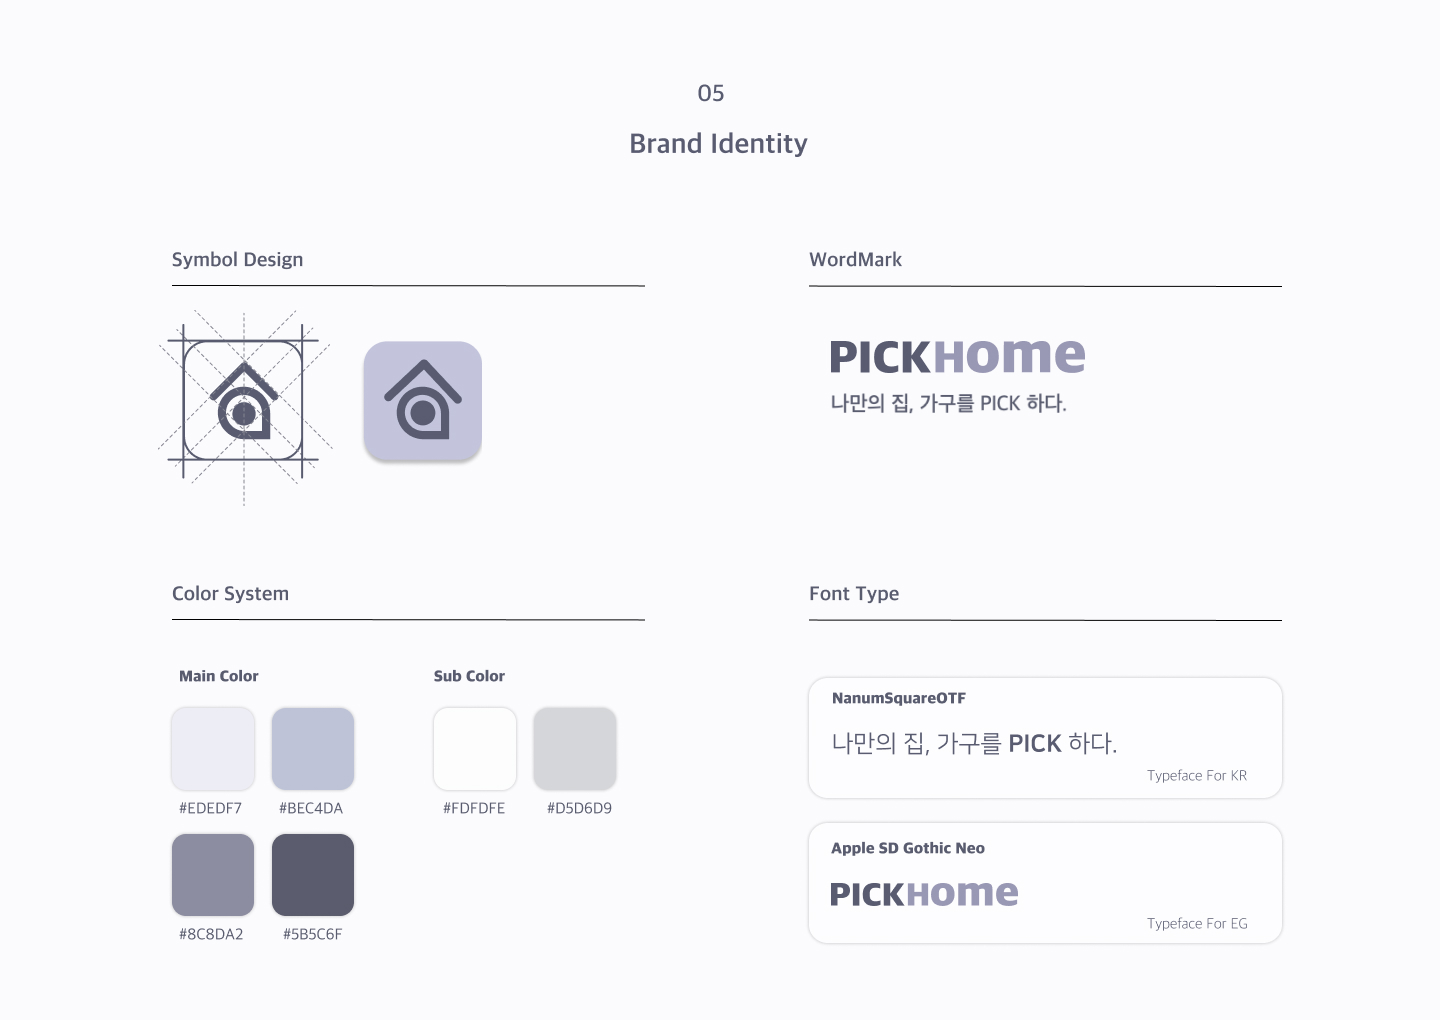 05
Brand Identity
Symbol Design
WordMark
PICKHome
나만의 집, 가구를 PICK 하다.
Color System
Main Color
Sub Color
#EDEDF7
#BEC4DA
#FDFDFE
#D5D6D9
#8C8DA2
#5B5C6F
Font Type
NanumSquareOTF
나만의 집, 가구를 PICK 하다.
Typeface For KR
Apple SD Gothic Neo
PICKHome
Typeface For EG